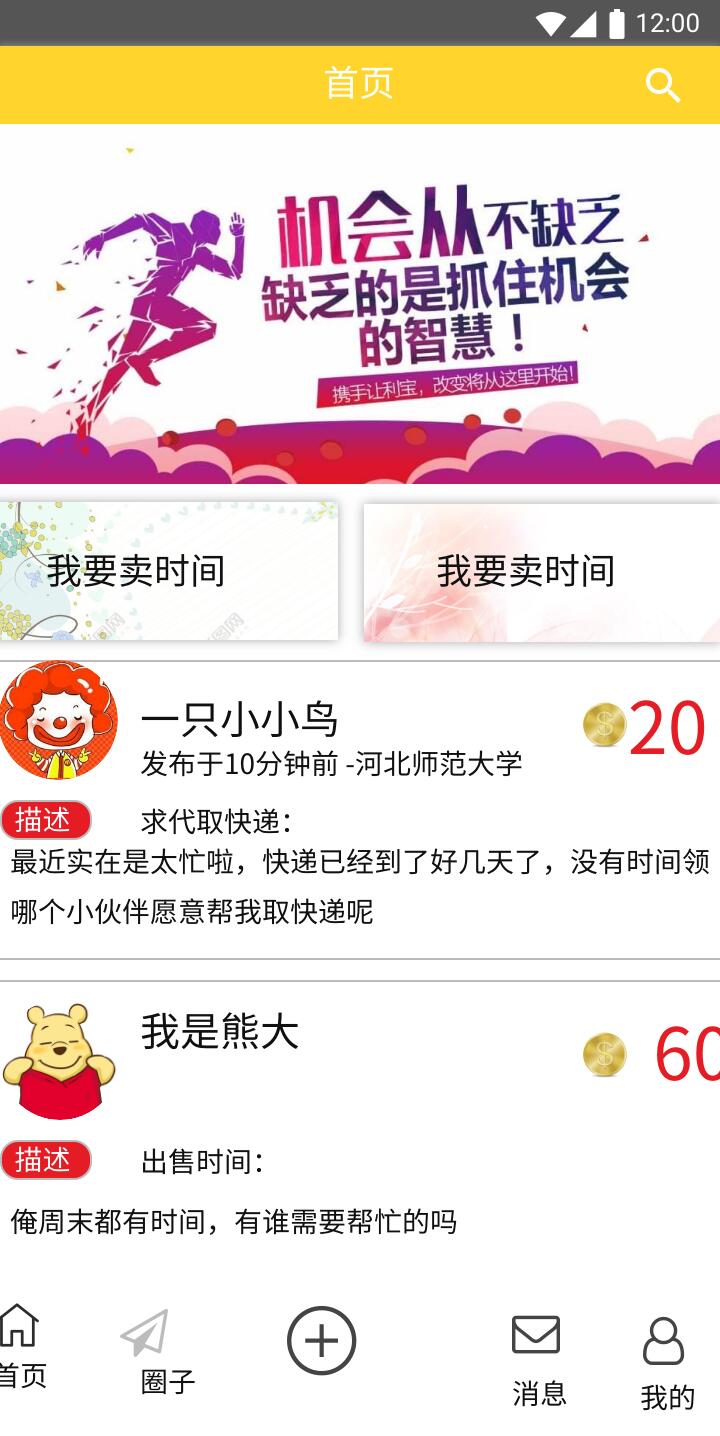 12:00
首页
机会从不缺乏
缺乏的是抓住机会
的智慧！
携手让利宝，改变将从这里开始！
我要卖时间
我要卖时间
一只小小鸟
20
发布于10分钟前 -河北师范大学
描述
求代取快递：
最近实在是太忙啦，快递已经到了好几天了，没有时间领
哪个小伙伴愿意帮我取快递呢
我是熊大
60
描述
出售时间：
俺周末都有时间，有谁需要帮忙的吗
首页
圈子
消息
我的